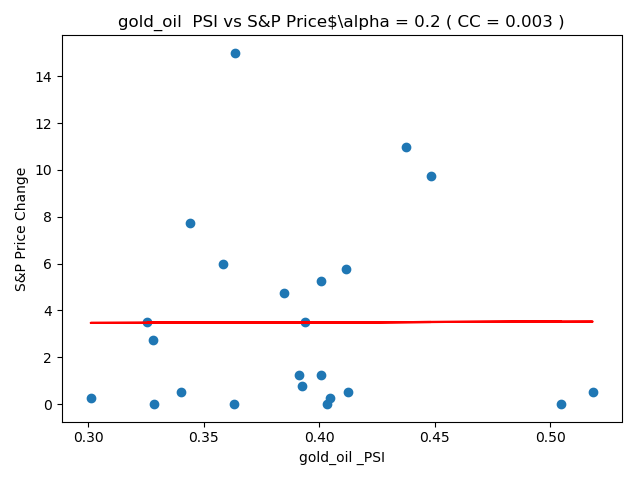 gold_oil  PSI vs S&P Price$\alpha = 0.2 ( CC = 0.003 )
14
12
10
8
6
4
2
0
S&P Price Change
0.30 0.35 0.40 0.45 0.50
gold_oil _PSI